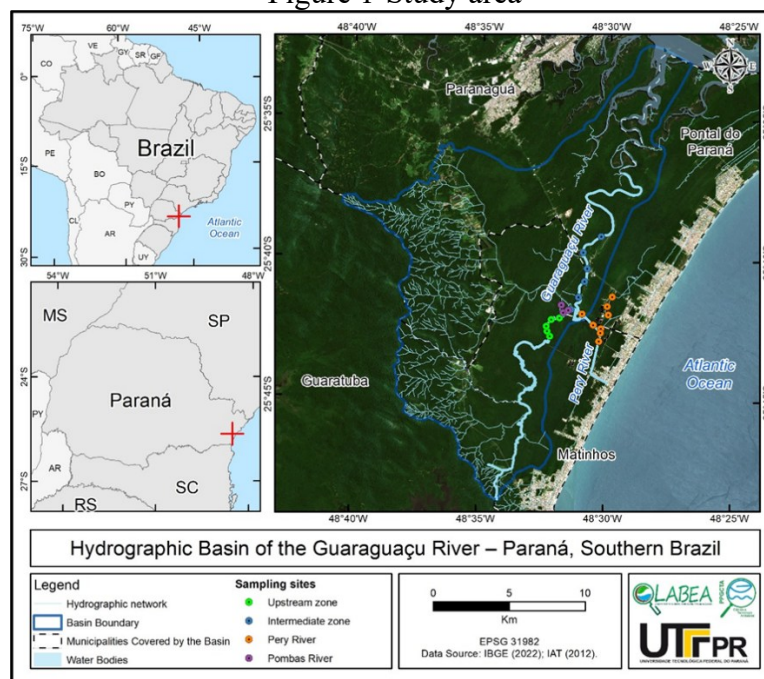 Figure 1 Study area
75°W
60°W
45°W
0°
15°S
30°S
CO
VE
GY
SR
GF
PE
Brazil
BO
PY
CL
AR
UY
Atlantic
Ocean
54°W
51°W
48°W
24°S
27°S
MS
SP
Paraná
PY
AR
SC
RS
48°40'W
48°35'W
48°30'W
48°25'W
25°35'S
25°40'S
25°45'S
N
W
E
S
Paranaguá
Pontal do
Paraná
Guaraguaçu River
Pery River
Guaratuba
Atlantic
Ocean
Matinhos
48°40'W
48°35'W
48°30'W
48°25'W
Hydrographic Basin of the Guaraguaçu River – Paraná, Southern Brazil
Legend
Hydrographic network
Basin Boundary
Municipalities Covered by the Basin
Water Bodies
Sampling sites
Upstream zone
Intermediate zone
Pery River
Pombas River
0
5
10
Km
EPSG 31982
Data Source: IBGE (2022); IAT (2012).
LABEA
PPGCTA
UTFPR
UNIVERSIDADE TECNOLÓGICA FEDERAL DO PARANÁ